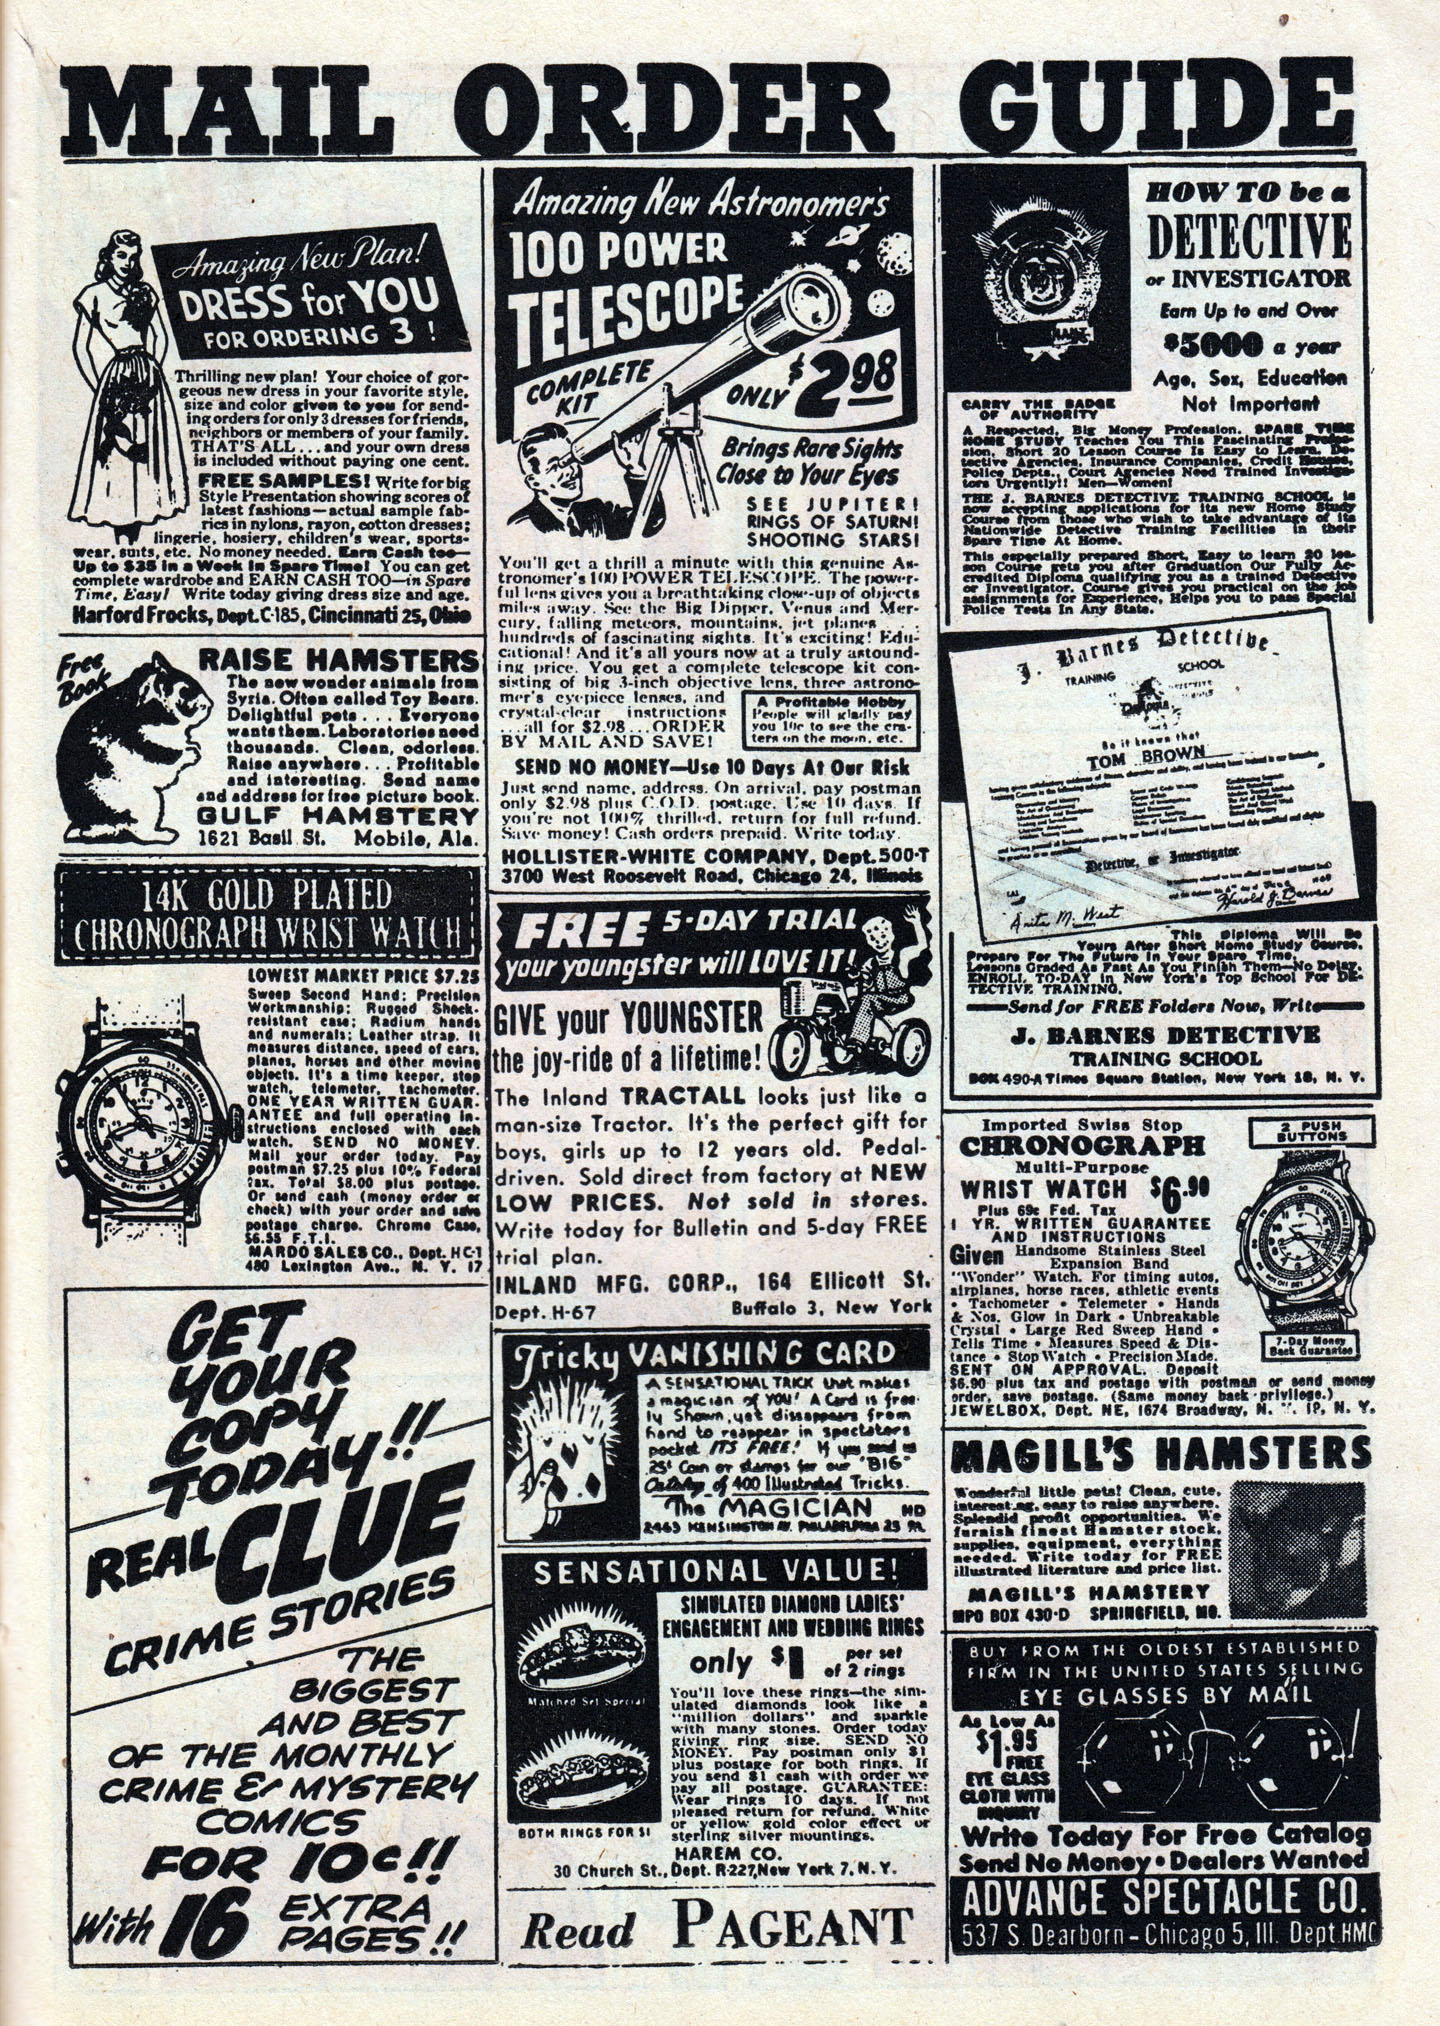 MAIL ORDER GUIDE
Amazing New Plan!
DRESS for YOU
FOR ORDERING 3!
Thrilling new plan! Your choice of gor-
geous new dress in your favorite style,
size and color given to you for send-
ing orders for only 3 dresses for friends,
neighbors or members of your family.
THAT'S ALL... and your own dress
is included without paying one cent.
FREE SAMPLES! Write for big
Style Presentation showing scores of
latest fashions—actual sample fab-
rics in nylons, rayon, cotton dresses;
lingerie, hosiery, children's wear, sports-
wear, suits, etc. No money needed. Earn Cash too—
Up to $35 in a Week in Spare Time! You can get
complete wardrobe and EARN CASH TOO—in Spare
Time, Easy! Write today giving dress size and age.
Harford Frocks, Dept. C-185, Cincinnati 25, Ohio
Free
Book
RAISE HAMSTERS
The new wonder animals from
Syria. Often called Toy Bears.
Delightful pets... Everyone
wants them. Laboratories need
thousands. Clean, odorless.
Raise anywhere... Profitable
and interesting. Send name
and address for free picture book.
GULF HAMSTERY
1621 Basil St. Mobile, Ala.
14K GOLD PLATED
CHRONOGRAPH WRIST WATCH
LOWEST MARKET PRICE $7.25
Sweep Second Hand; Precision
Workmanship; Rugged Shock-
resistant case; Radium hands
and numerals; Leather strap. It
measures distance, speed of cars,
planes, horses and other moving
objects. It's a time keeper, stop
watch, telemeter, tachometer.
ONE YEAR WRITTEN GUAR-
ANTEE and full operating in-
structions enclosed with each
watch. SEND NO MONEY.
Mail your order today. Pay
postman $7.25 plus 10% Federal
tax. Total $8.00 plus postage.
Or send cash (money order or
check) with your order and save
postage charge. Chrome Case,
$6.55 F.T.I.
MARDO SALES CO., Dept. HC-1
480 Lexington Ave., N. Y. 17
GET
YOUR
COPY
TODAY!!
REAL CLUE
CRIME STORIES
THE
BIGGEST
AND BEST
OF THE MONTHLY
CRIME & MYSTERY
COMICS
FOR 10¢!!
With 16 EXTRA
PAGES!!
Amazing New Astronomer's
100 POWER
TELESCOPE
COMPLETE
KIT
ONLY $2.98
Brings Rare Sights
Close to Your Eyes
SEE JUPITER!
RINGS OF SATURN!
SHOOTING STARS!
You'll get a thrill a minute with this genuine As-
tronomer's 100 POWER TELESCOPE. The power-
ful lens gives you a breathtaking close-up of objects
miles away. See the Big Dipper, Venus and Mer-
cury, falling meteors, mountains, jet planes...
hundreds of fascinating sights. It's exciting! Edu-
cational! And it's all yours now at a truly astound-
ing price. You get a complete telescope kit con-
sisting of big 3-inch objective lens, three astrono-
mer's eyepiece lenses, and
crystal-clear instructions
...all for $2.98...ORDER
BY MAIL AND SAVE!
A Profitable Hobby
People will gladly pay
you 10c to see the cra-
ters on the moon, etc.
SEND NO MONEY—Use 10 Days At Our Risk
Just send name, address. On arrival, pay postman
only $2.98 plus C.O.D. postage. Use 10 days. If
you're not 100% thrilled, return for full refund.
Save money! Cash orders prepaid. Write today.
HOLLISTER-WHITE COMPANY, Dept. 500-T
3700 West Roosevelt Road, Chicago 24, Illinois
FREE 5-DAY TRIAL
your youngster will LOVE IT!
GIVE your YOUNGSTER
the joy-ride of a lifetime!
The Inland TRACTALL looks just like a
man-size Tractor. It's the perfect gift for
boys, girls up to 12 years old. Pedal-
driven. Sold direct from factory at NEW
LOW PRICES. Not sold in stores.
Write today for Bulletin and 5-day FREE
trial plan.
INLAND MFG. CORP., 164 Ellicott St.
Dept. H-67 Buffalo 3, New York
Tricky VANISHING CARD
A SENSATIONAL TRICK that makes
a magician of YOU! A Card is free-
ly Shown, yet dissappears from
hand to reappear in spectators
pocket. ITS FREE! If you send us
25¢ Coin or stamps for our "BIG"
Catalog of 400 Illustrated Tricks.
The MAGICIAN HD
2463 KENSINGTON AV. PHILADELPHIA 25 PA.
SENSATIONAL VALUE!
SIMULATED DIAMOND LADIES'
ENGAGEMENT AND WEDDING RINGS
only $1 per set
of 2 rings
Matched Set Special
BOTH RINGS FOR $1
You'll love these rings—the sim-
ulated diamonds look like a
"million dollars" and sparkle
with many stones. Order today
giving ring size. SEND NO
MONEY. Pay postman only $1
plus postage for both rings. If
you send $1 cash with order we
pay all postage. GUARANTEE:
Wear rings 10 days. If not
pleased return for refund. White
or yellow gold color effect or
sterling silver mountings.
HAREM CO.
30 Church St., Dept. R-227, New York 7, N. Y.
Read PAGEANT
HOW TO be a
DETECTIVE
or INVESTIGATOR
Earn Up to and Over
$5000 a year
Age, Sex, Education
Not Important
CARRY THE BADGE
OF AUTHORITY
A Respected, Big Money Profession. SPARE TIME
HOME STUDY Teaches You This Fascinating Profes-
sion. Short 20 Lesson Course Is Easy to Learn. De-
tective Agencies, Insurance Companies, Credit Houses,
Police Depts., Court Agencies Need Trained Investiga-
tors Urgently!! Men—Women!
THE J. BARNES DETECTIVE TRAINING SCHOOL is
now accepting applications for its new Home Study
Course from those who wish to take advantage of its
Nationwide Detective Training Facilities in their
Spare Time At Home.
This especially prepared Short, Easy to learn 20 les-
son Course gets you after Graduation Our Fully Ac-
credited Diploma qualifying you as a trained Detective
or Investigator. Course gives you practical on the job
assignments for Experience, Helps you to pass Special
Police Tests In Any State.
J. Barnes Detective
TRAINING SCHOOL
Be it known that
TOM BROWN
Detective, or Investigator
Anita M. West
Harold J. Barnes
This Diploma Will Be
Yours After Short Home Study Course.
Prepare For The Future In Your Spare Time.
Lessons Graded As Fast As You Finish Them—No Delay.
ENROLL TO-DAY in New York's Top School FOR DE-
TECTIVE TRAINING.
Send for FREE Folders Now, Write
J. BARNES DETECTIVE
TRAINING SCHOOL
BOX 490-A Times Square Station, New York 18, N. Y.
Imported Swiss Stop
CHRONOGRAPH
Multi-Purpose
WRIST WATCH $6.90
Plus 69c Fed. Tax
1 YR. WRITTEN GUARANTEE
AND INSTRUCTIONS
2 PUSH
BUTTONS
Given Handsome Stainless Steel
Expansion Band
"Wonder" Watch. For timing autos,
airplanes, horse races, athletic events
• Tachometer • Telemeter • Hands
& Nos. Glow in Dark • Unbreakable
Crystal • Large Red Sweep Hand •
Tells Time • Measures Speed & Dis-
tance • Stop Watch • Precision Made.
7-Day Money
Back Guarantee
SENT ON APPROVAL. Deposit
$6.90 plus tax and postage with postman or send money
order, save postage. (Same money back privilege.)
JEWELBOX, Dept. NE, 1674 Broadway, N. Y. 19, N. Y.
MAGILL'S HAMSTERS
Wonderful little pets! Clean, cute,
interesting, easy to raise anywhere.
Splendid profit opportunities. We
furnish finest Hamster stock,
supplies, equipment, everything
needed. Write today for FREE
illustrated literature and price list.
MAGILL'S HAMSTERY
MPO BOX 430-D SPRINGFIELD, MO.
BUY FROM THE OLDEST ESTABLISHED
FIRM IN THE UNITED STATES SELLING
EYE GLASSES BY MAIL
As Low As
$1.95
FREE
EYE GLASS
CLOTH WITH
INQUIRY
Write Today For Free Catalog
Send No Money • Dealers Wanted
ADVANCE SPECTACLE CO.
537 S. Dearborn - Chicago 5, Ill. Dept. HMC